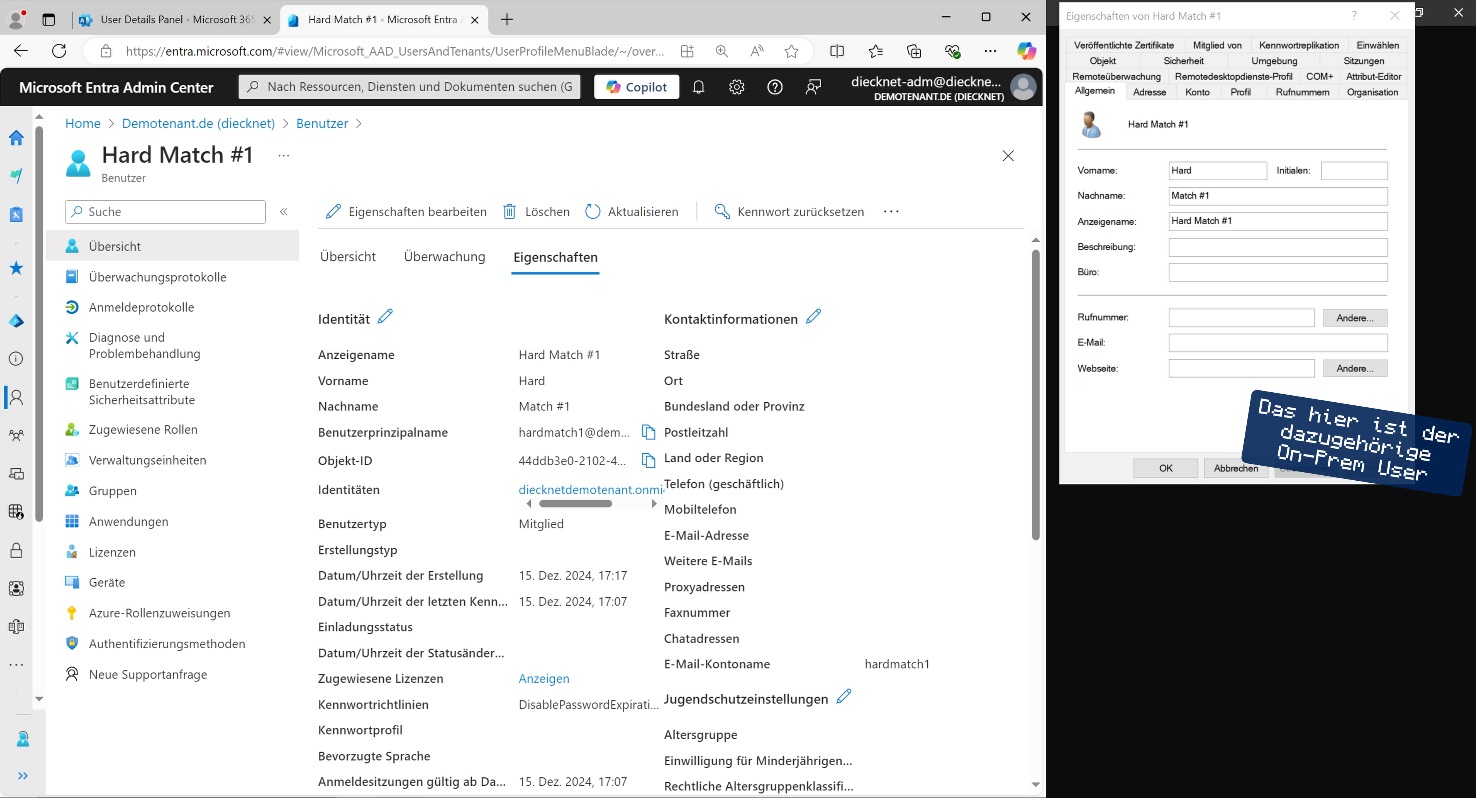 User Details Panel - Microsoft 365
Hard Match #1 - Microsoft Entra A
https://entra.microsoft.com/#view/Microsoft_AAD_UsersAndTenants/UserProfileMenuBlade/~/over...
Microsoft Entra Admin Center
Nach Ressourcen, Diensten und Dokumenten suchen (G
Copilot
diecknet-adm@dieckne...
DEMOTENANT.DE (DIECKNET)
Home > Demotenant.de (diecknet) > Benutzer >
Hard Match #1 ...
Benutzer
Suche
Übersicht
Überwachungsprotokolle
Anmeldeprotokolle
Diagnose und
Problembehandlung
Benutzerdefinierte
Sicherheitsattribute
Zugewiesene Rollen
Verwaltungseinheiten
Gruppen
Anwendungen
Lizenzen
Geräte
Azure-Rollenzuweisungen
Authentifizierungsmethoden
Neue Supportanfrage
Eigenschaften bearbeiten Löschen Aktualisieren Kennwort zurücksetzen ...
Übersicht Überwachung Eigenschaften
Identität
Anzeigename Hard Match #1
Vorname Hard
Nachname Match #1
Benutzerprinzipalname hardmatch1@dem...
Objekt-ID 44ddb3e0-2102-4...
Identitäten diecknetdemotenant.onmi
Benutzertyp Mitglied
Erstellungstyp
Datum/Uhrzeit der Erstellung 15. Dez. 2024, 17:17
Datum/Uhrzeit der letzten Kenn... 15. Dez. 2024, 17:07
Einladungsstatus
Datum/Uhrzeit der Statusänder...
Zugewiesene Lizenzen Anzeigen
Kennwortrichtlinien DisablePasswordExpirati...
Kennwortprofil
Bevorzugte Sprache
Anmeldesitzungen gültig ab Da... 15. Dez. 2024, 17:07
Kontaktinformationen
Straße
Ort
Bundesland oder Provinz
Postleitzahl
Land oder Region
Telefon (geschäftlich)
Mobiltelefon
E-Mail-Adresse
Weitere E-Mails
Proxyadressen
Faxnummer
Chatadressen
E-Mail-Kontoname hardmatch1
Jugendschutzeinstellungen
Altersgruppe
Einwilligung für Minderjährigen...
Rechtliche Altersgruppenklassifi...
Eigenschaften von Hard Match #1
Veröffentlichte Zertifikate Mitglied von Kennwortreplikation Einwählen
Objekt Sicherheit Umgebung Sitzungen
Remoteüberwachung Remotedesktopdienste-Profil COM+ Attribut-Editor
Allgemein Adresse Konto Profil Rufnummern Organisation
Hard Match #1
Vorname: Hard Initialen:
Nachname: Match #1
Anzeigename: Hard Match #1
Beschreibung:
Büro:
Rufnummer: Andere...
E-Mail:
Webseite: Andere...
OK Abbrechen
Das hier ist der
dazugehörige
On-Prem User